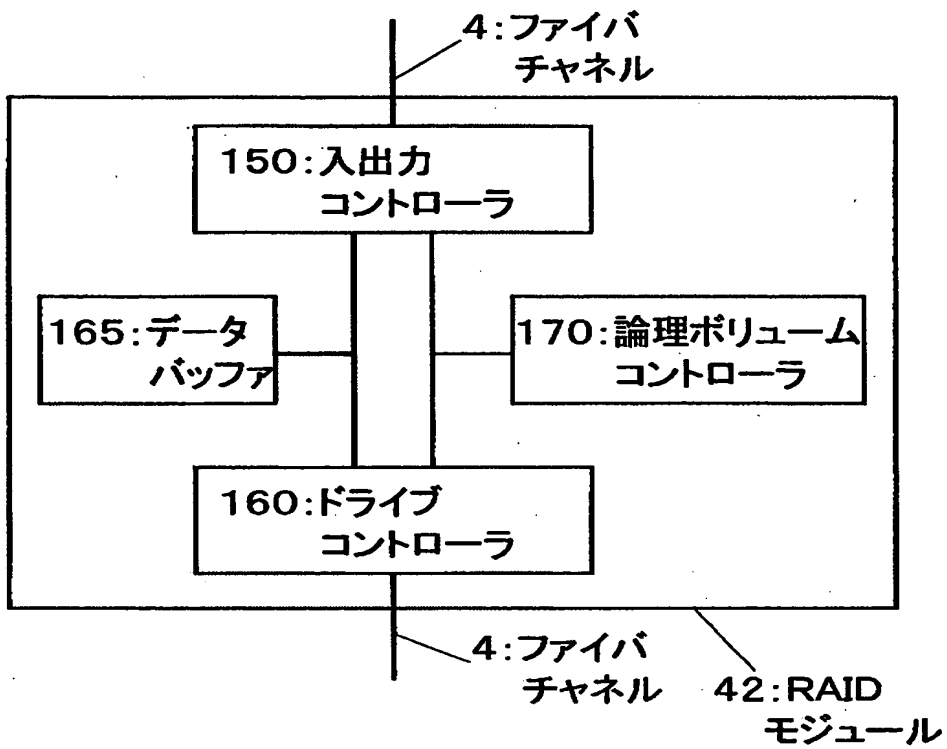 4:ファイバ
チャネル
150:入出力
コントローラ
165:データ
バッファ
170:論理ボリューム
コントローラ
160:ドライブ
コントローラ
4:ファイバ
チャネル
42:RAID
モジュール